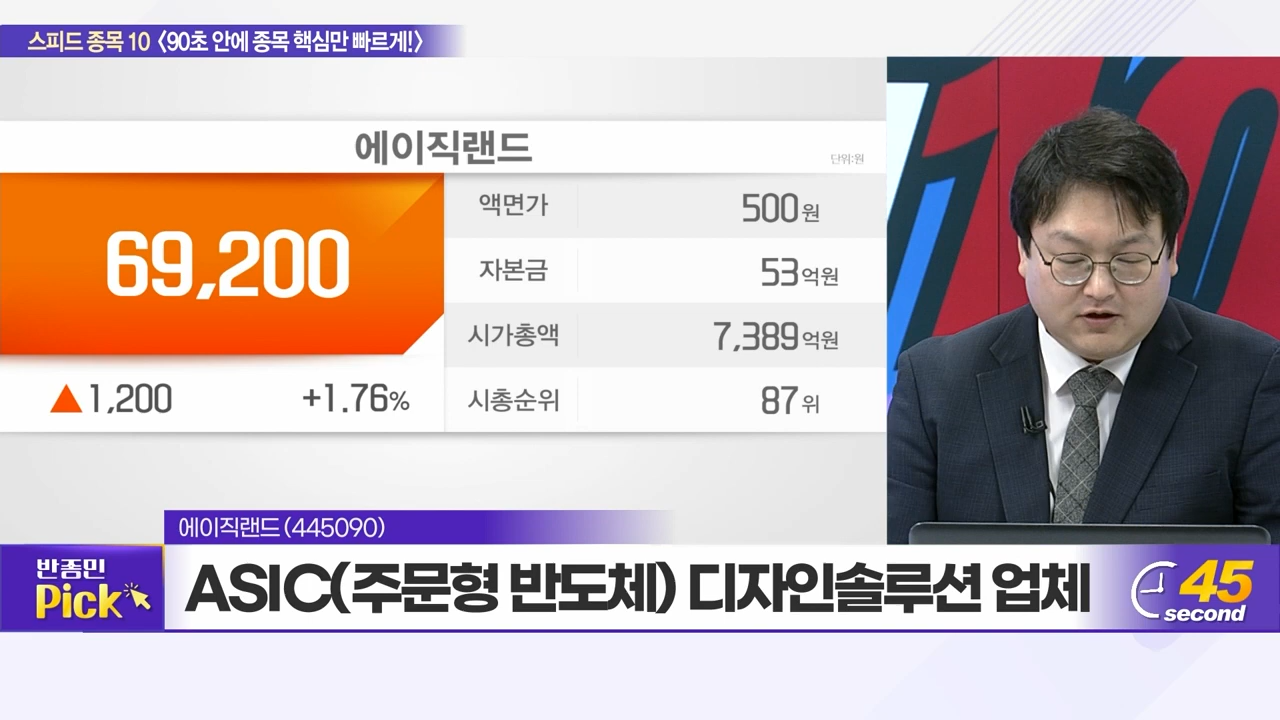 스피드 종목 10 <90초 안에 종목 핵심만 빠르게!>
에이직랜드
단위:원
69,200
▲1,200 +1.76%
액면가 500원
자본금 53억원
시가총액 7,389억원
시총순위 87위
에이직랜드 (445090)
반종민
Pick
ASIC(주문형 반도체) 디자인솔루션 업체
45
second